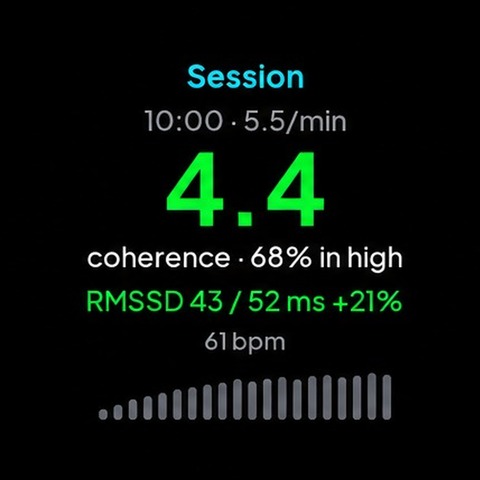 Session
10:00 · 5.5/min
4.4
coherence · 68% in high
RMSSD 43 / 52 ms +21%
61 bpm